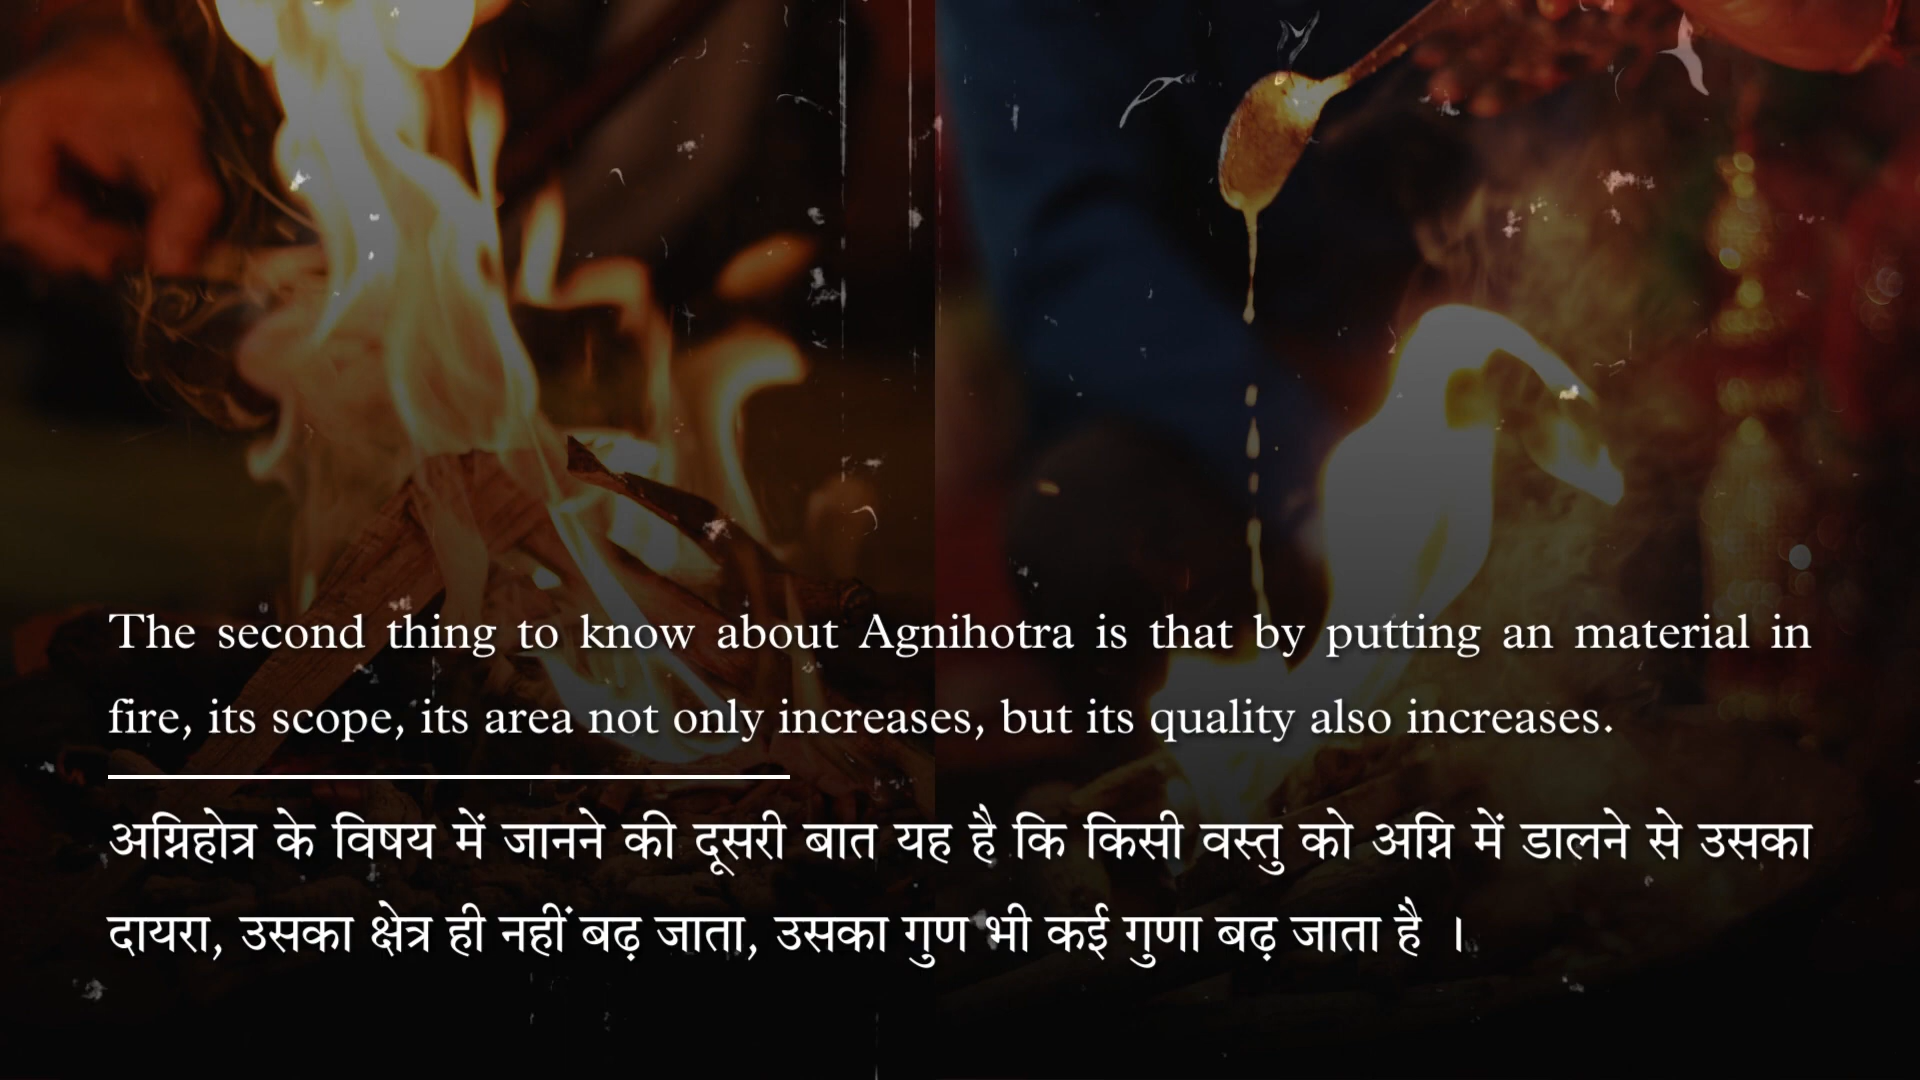 The second thing to know about Agnihotra is that by putting an material in
fire, its scope, its area not only increases, but its quality also increases.
अग्निहोत्र के विषय में जानने की दूसरी बात यह है कि किसी वस्तु को अग्नि में डालने से उसका
दायरा, उसका क्षेत्र ही नहीं बढ़ जाता, उसका गुण भी कई गुणा बढ़ जाता है ।